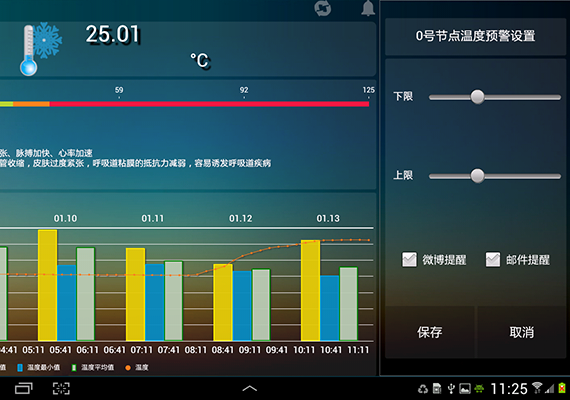 25.01
°C
0号节点温度预警设置
59 92 125
下限
张、脉搏加快、心率加速
管收缩，皮肤过度紧张，呼吸道粘膜的抵抗力减弱，容易诱发呼吸道疾病
上限
01.10 01.11 01.12 01.13
微博提醒 邮件提醒
保存 取消
04:41 05:11 05:41 06:11 06:41 07:11 07:41 08:11 08:41 09:11 09:41 10:11 10:41 11:11
值 温度最小值 温度平均值 温度
11:25